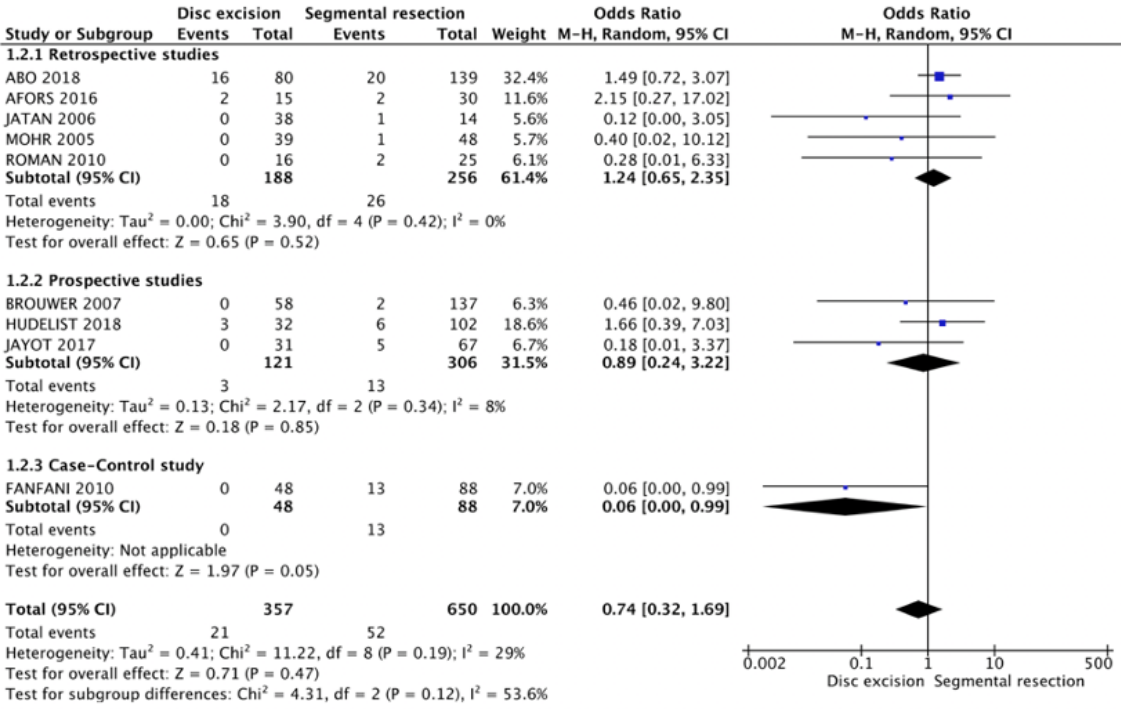 Disc excision Segmental resection Odds Ratio Odds Ratio
Study or Subgroup Events Total Events Total Weight M-H, Random, 95% CI M-H, Random, 95% CI
1.2.1 Retrospective studies
ABO 2018 16 80 20 139 32.4% 1.49 [0.72, 3.07]
AFORS 2016 2 15 2 30 11.6% 2.15 [0.27, 17.02]
JATAN 2006 0 38 1 14 5.6% 0.12 [0.00, 3.05]
MOHR 2005 0 39 1 48 5.7% 0.40 [0.02, 10.12]
ROMAN 2010 0 16 2 25 6.1% 0.28 [0.01, 6.33]
Subtotal (95% CI) 188 256 61.4% 1.24 [0.65, 2.35]
Total events 18 26
Heterogeneity: Tau² = 0.00; Chi² = 3.90, df = 4 (P = 0.42); I² = 0%
Test for overall effect: Z = 0.65 (P = 0.52)
1.2.2 Prospective studies
BROUWER 2007 0 58 2 137 6.3% 0.46 [0.02, 9.80]
HUDELIST 2018 3 32 6 102 18.6% 1.66 [0.39, 7.03]
JAYOT 2017 0 31 5 67 6.7% 0.18 [0.01, 3.37]
Subtotal (95% CI) 121 306 31.5% 0.89 [0.24, 3.22]
Total events 3 13
Heterogeneity: Tau² = 0.13; Chi² = 2.17, df = 2 (P = 0.34); I² = 8%
Test for overall effect: Z = 0.18 (P = 0.85)
1.2.3 Case-Control study
FANFANI 2010 0 48 13 88 7.0% 0.06 [0.00, 0.99]
Subtotal (95% CI) 48 88 7.0% 0.06 [0.00, 0.99]
Total events 0 13
Heterogeneity: Not applicable
Test for overall effect: Z = 1.97 (P = 0.05)
Total (95% CI) 357 650 100.0% 0.74 [0.32, 1.69]
Total events 21 52
Heterogeneity: Tau² = 0.41; Chi² = 11.22, df = 8 (P = 0.19); I² = 29%
Test for overall effect: Z = 0.71 (P = 0.47)
Test for subgroup differences: Chi² = 4.31, df = 2 (P = 0.12), I² = 53.6%
0.002 0.1 1 10 500
Disc excision Segmental resection